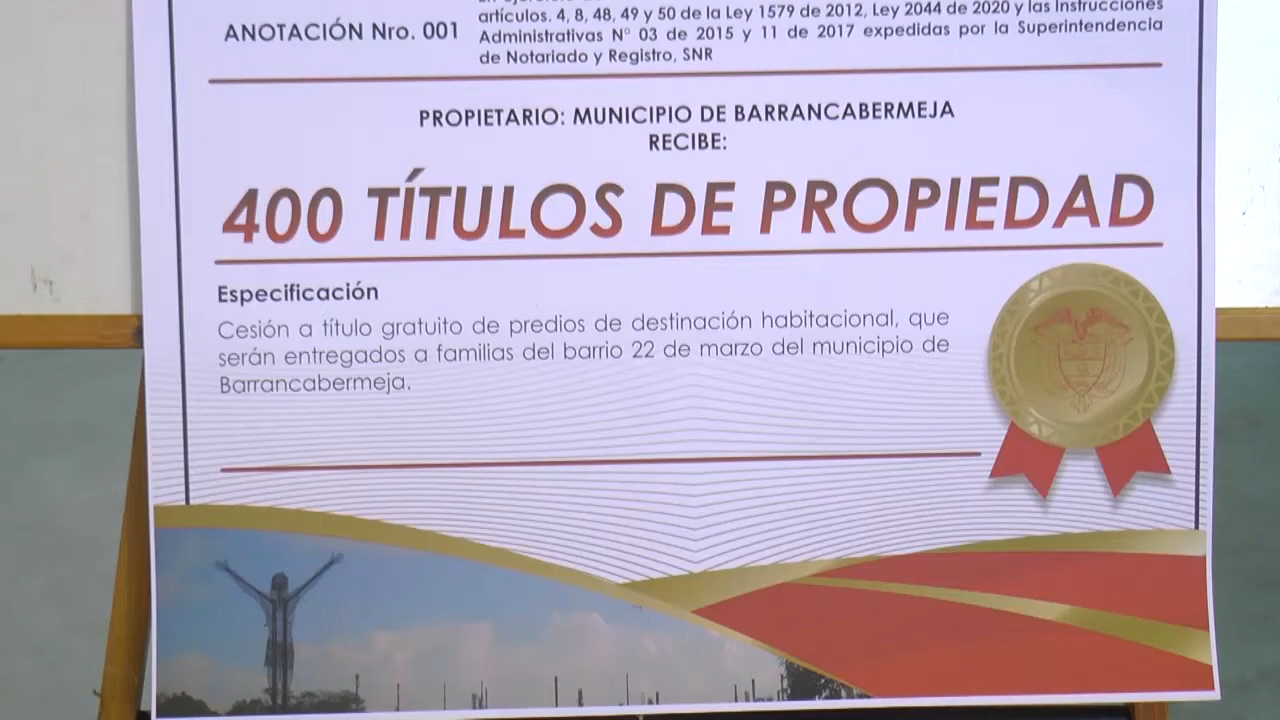 artículos. 4, 8, 48, 49 y 50 de la Ley 1579 de 2012, Ley 2044 de 2020 y las Instrucciones
ANOTACIÓN Nro. 001
Administrativas N° 03 de 2015 y 11 de 2017 expedidas por la Superintendencia
de Notariado y Registro, SNR
PROPIETARIO: MUNICIPIO DE BARRANCABERMEJA
RECIBE:
400 TÍTULOS DE PROPIEDAD
Especificación
Cesión a título gratuito de predios de destinación habitacional, que
serán entregados a familias del barrio 22 de marzo del municipio de
Barrancabermeja.